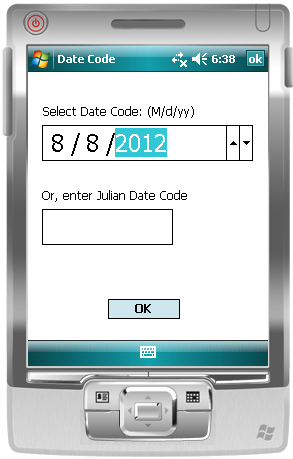 Date Code 6:38 ok
Select Date Code: (M/d/yy)
8 / 8 /2012
Or, enter Julian Date Code
OK